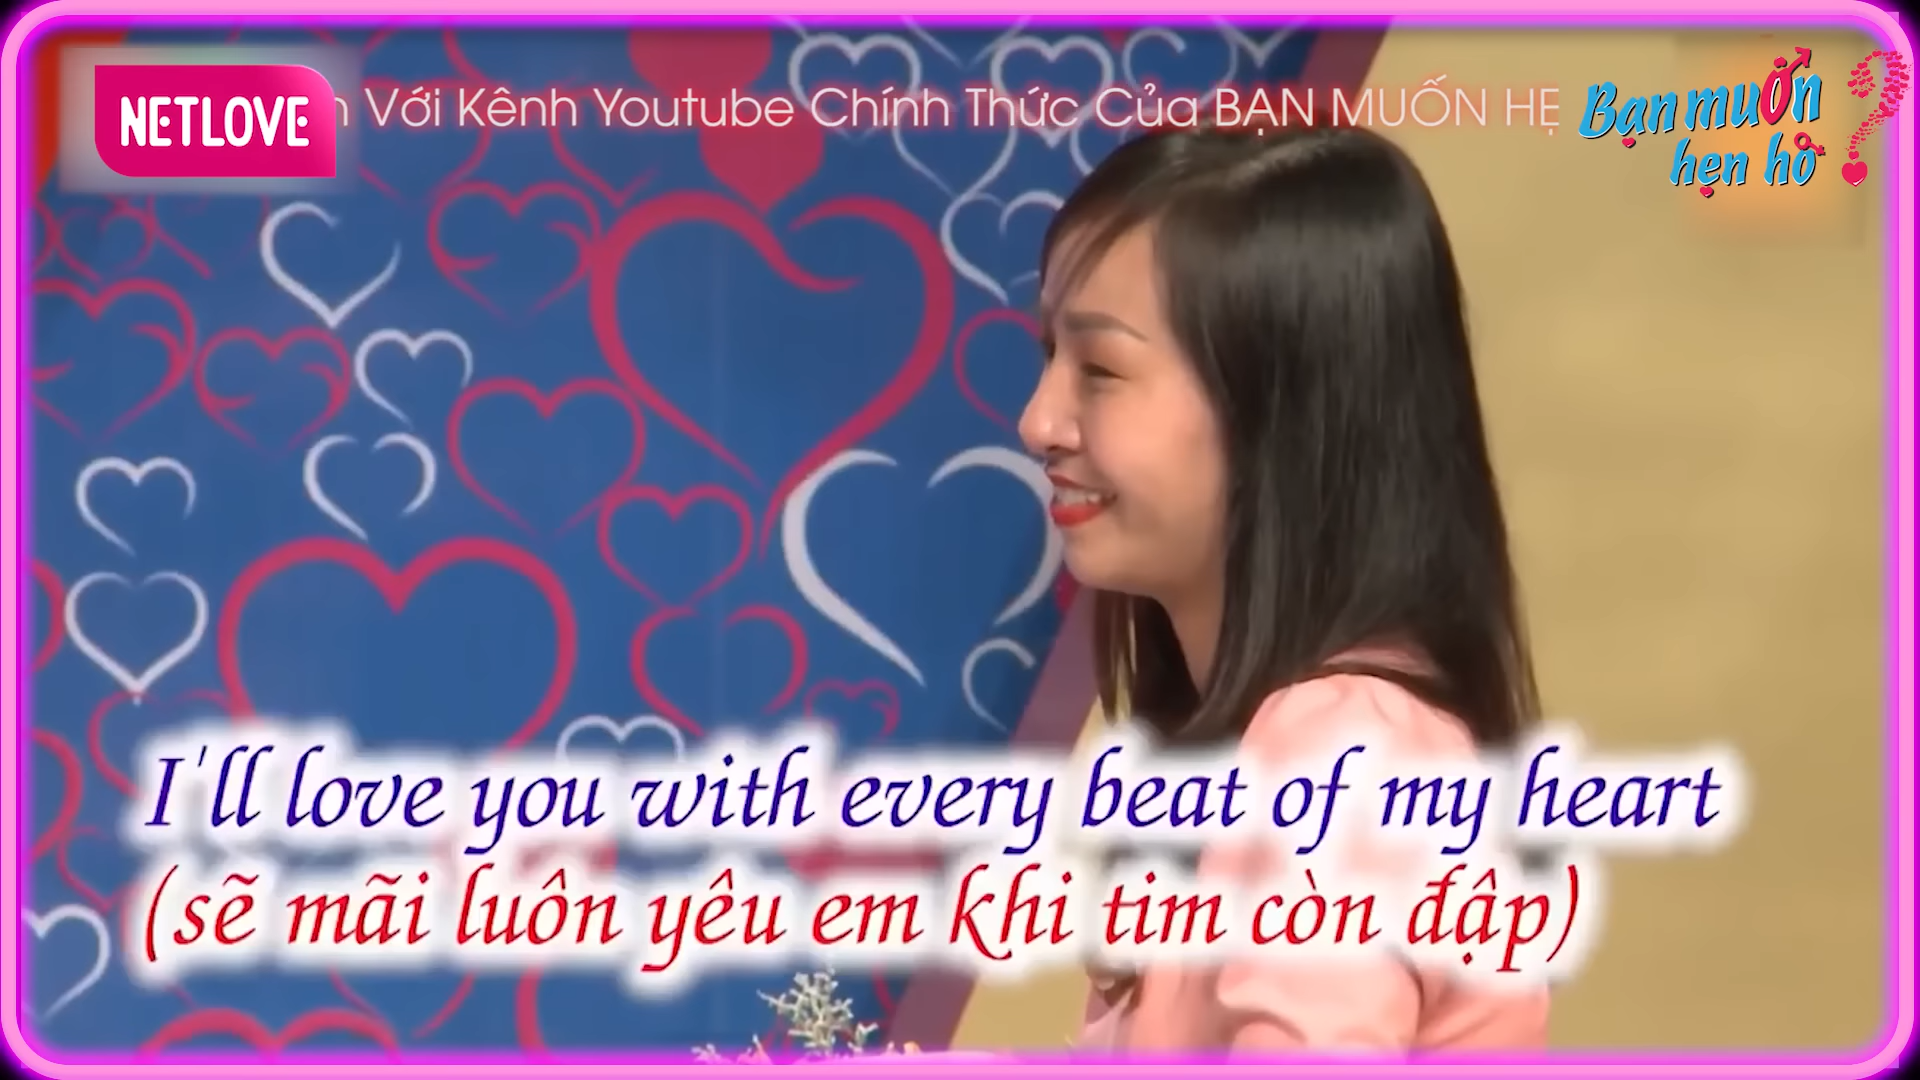 NETLOVE
Với Kênh Youtube Chính Thức Của BẠN MUỐN HẸ
Bạn muốn
hẹn hò
I'll love you with every beat of my heart
(sẽ mãi luôn yêu em khi tim còn đập)